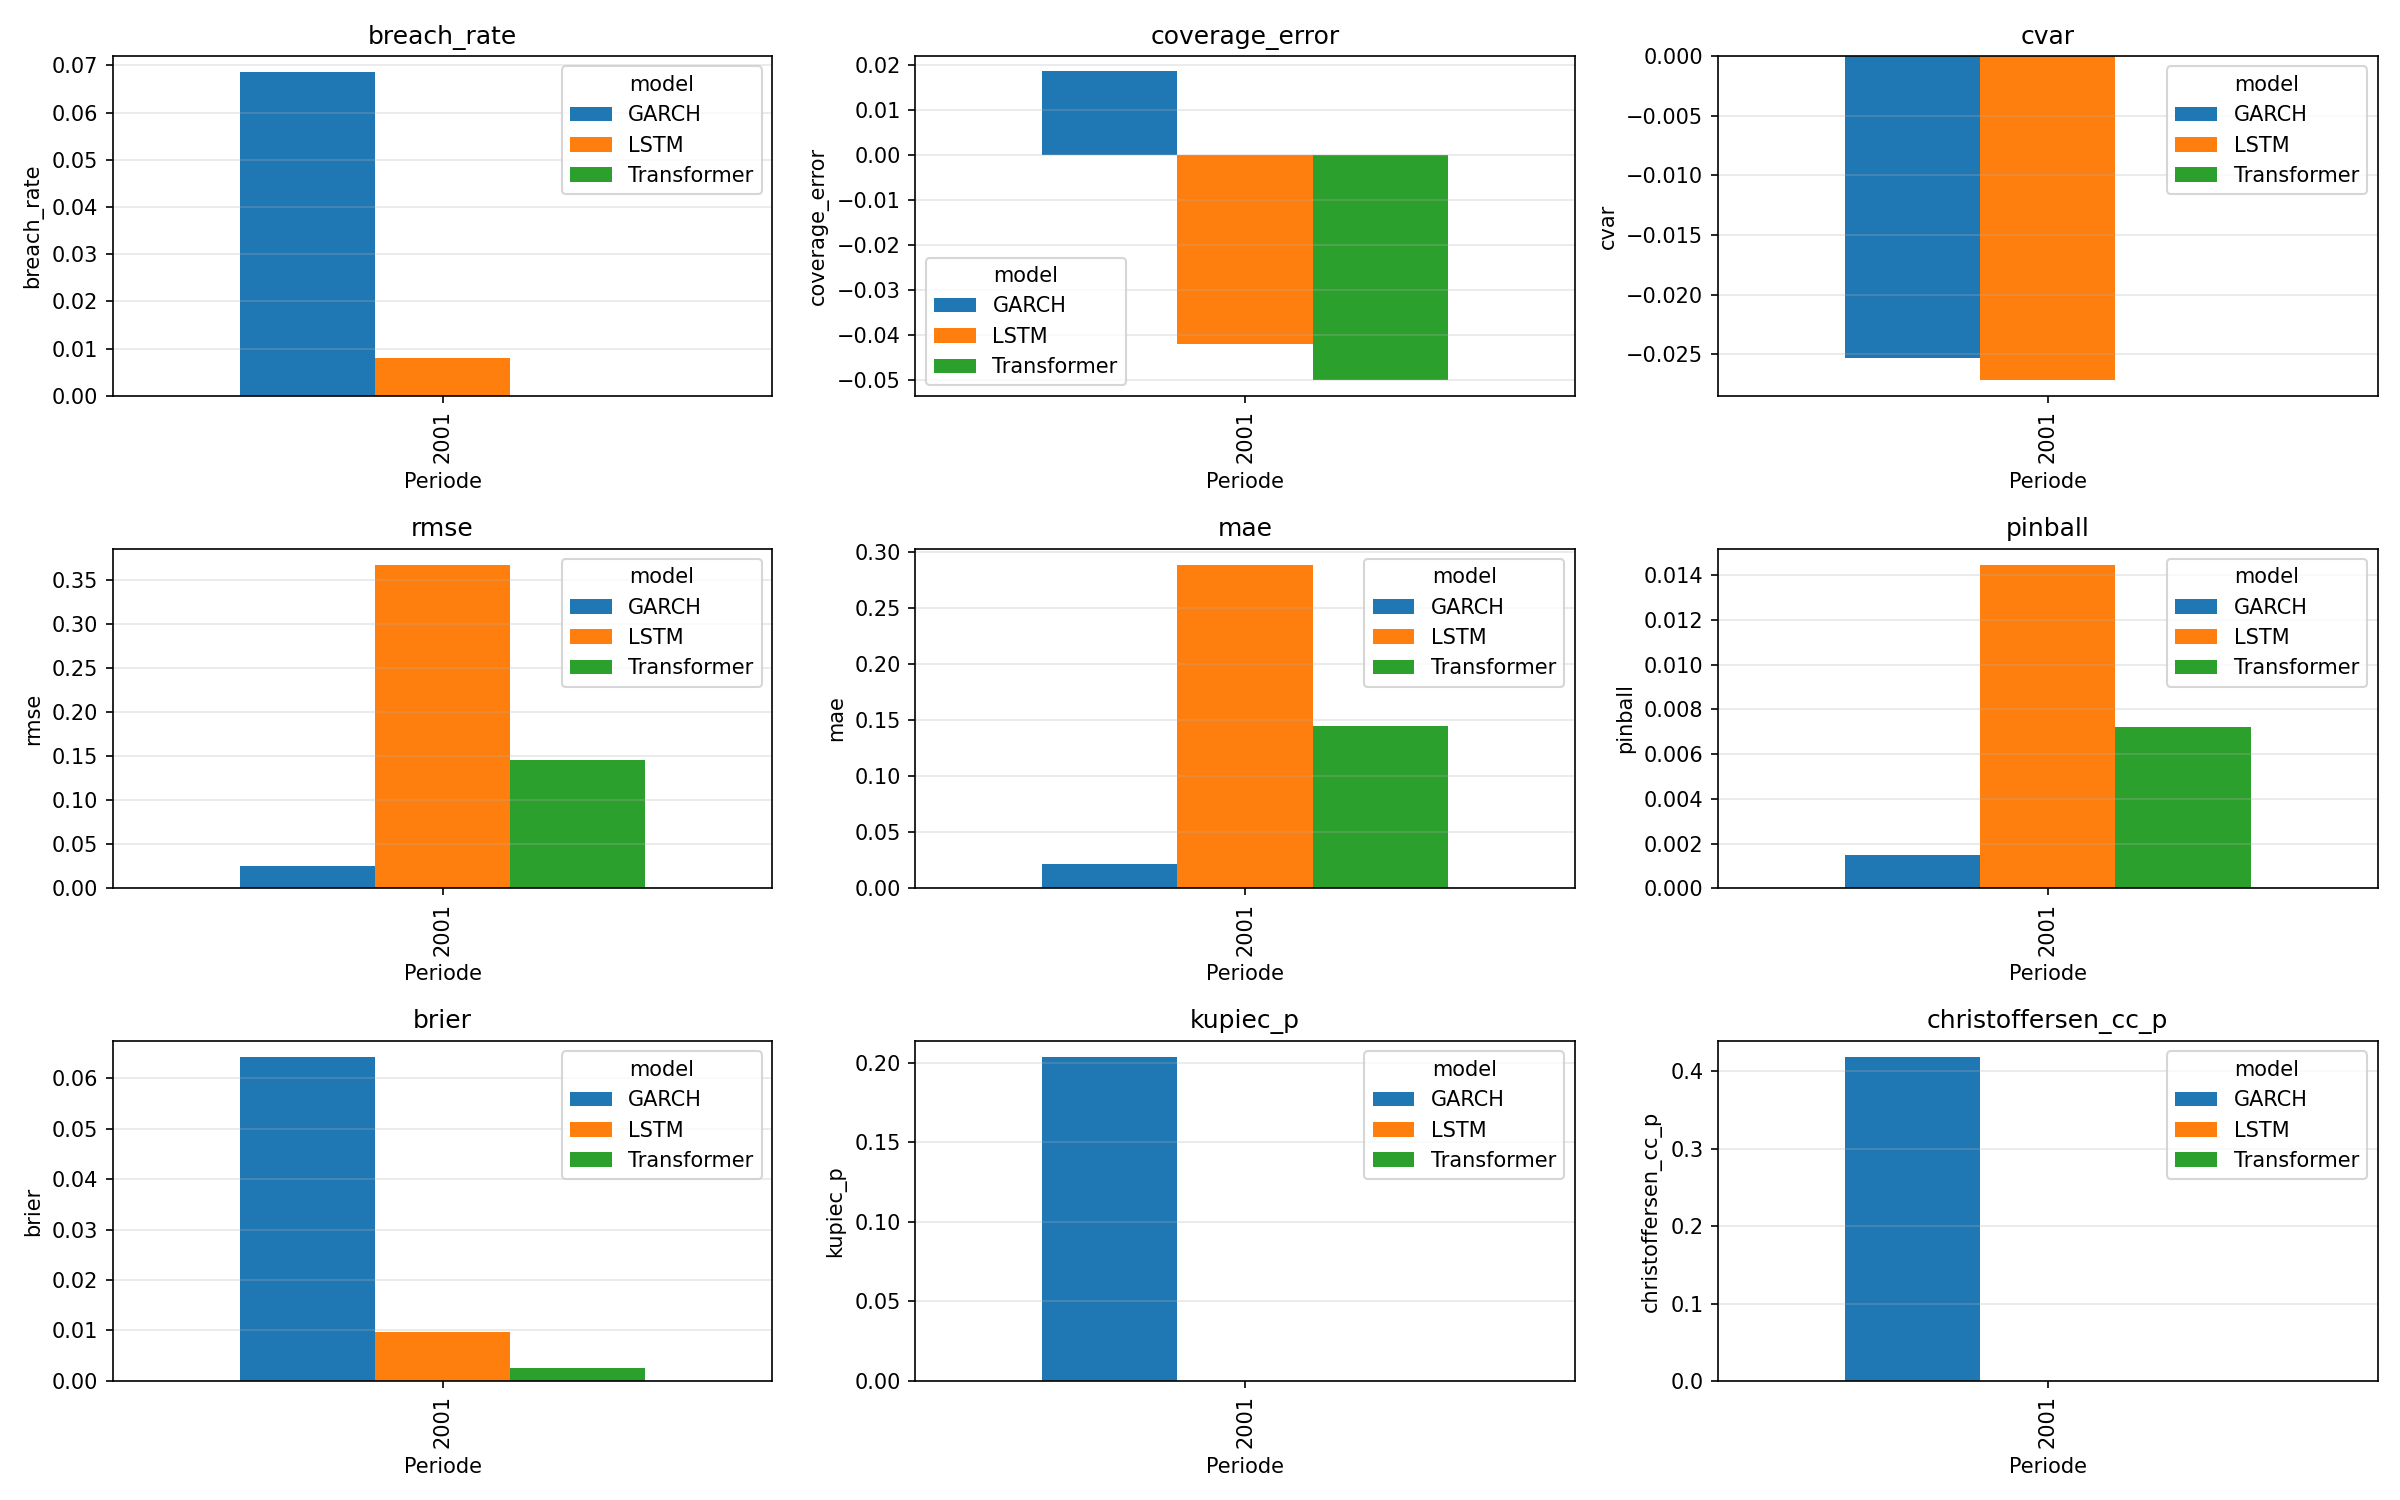 breach_rate
0.07
0.06
0.05
0.04
0.03
0.02
0.01
0.00
breach_rate
model
GARCH
LSTM
Transformer
2001
Periode
coverage_error
0.02
0.01
0.00
−0.01
−0.02
−0.03
−0.04
−0.05
coverage_error
model
GARCH
LSTM
Transformer
2001
Periode
cvar
0.000
−0.005
−0.010
−0.015
−0.020
−0.025
cvar
model
GARCH
LSTM
Transformer
2001
Periode
rmse
0.35
0.30
0.25
0.20
0.15
0.10
0.05
0.00
rmse
model
GARCH
LSTM
Transformer
2001
Periode
mae
0.30
0.25
0.20
0.15
0.10
0.05
0.00
mae
model
GARCH
LSTM
Transformer
2001
Periode
pinball
0.014
0.012
0.010
0.008
0.006
0.004
0.002
0.000
pinball
model
GARCH
LSTM
Transformer
2001
Periode
brier
0.06
0.05
0.04
0.03
0.02
0.01
0.00
brier
model
GARCH
LSTM
Transformer
2001
Periode
kupiec_p
0.20
0.15
0.10
0.05
0.00
kupiec_p
model
GARCH
LSTM
Transformer
2001
Periode
christoffersen_cc_p
0.4
0.3
0.2
0.1
0.0
christoffersen_cc_p
model
GARCH
LSTM
Transformer
2001
Periode